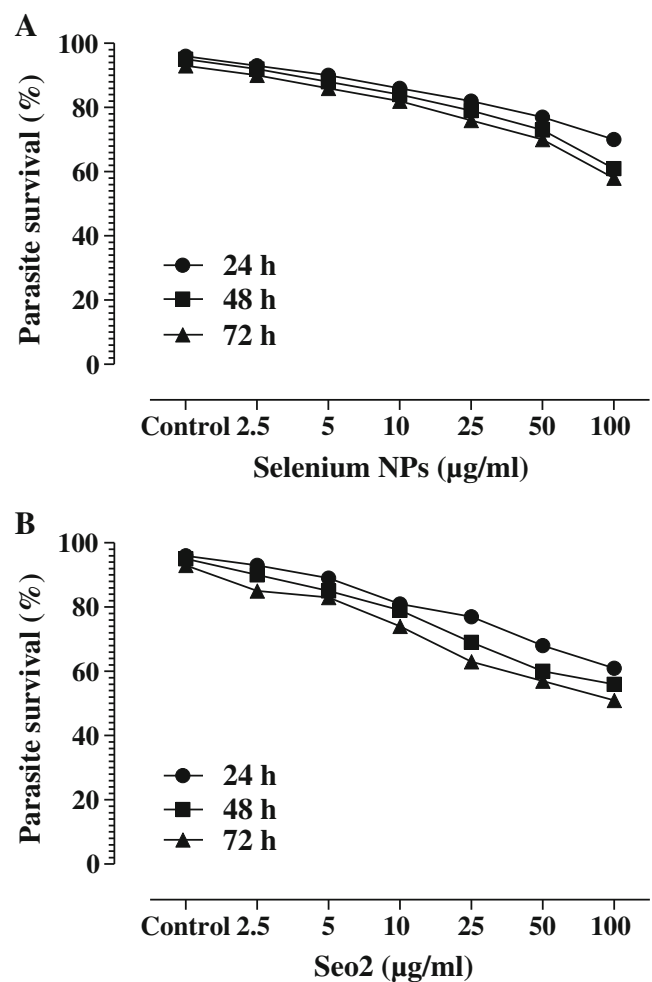 A
Parasite survival (%)
100
80
60
40
20
0
24 h
48 h
72 h
Control 2.5 5 10 25 50 100
Selenium NPs (µg/ml)
B
Parasite survival (%)
100
80
60
40
20
0
24 h
48 h
72 h
Control 2.5 5 10 25 50 100
Seo2 (µg/ml)